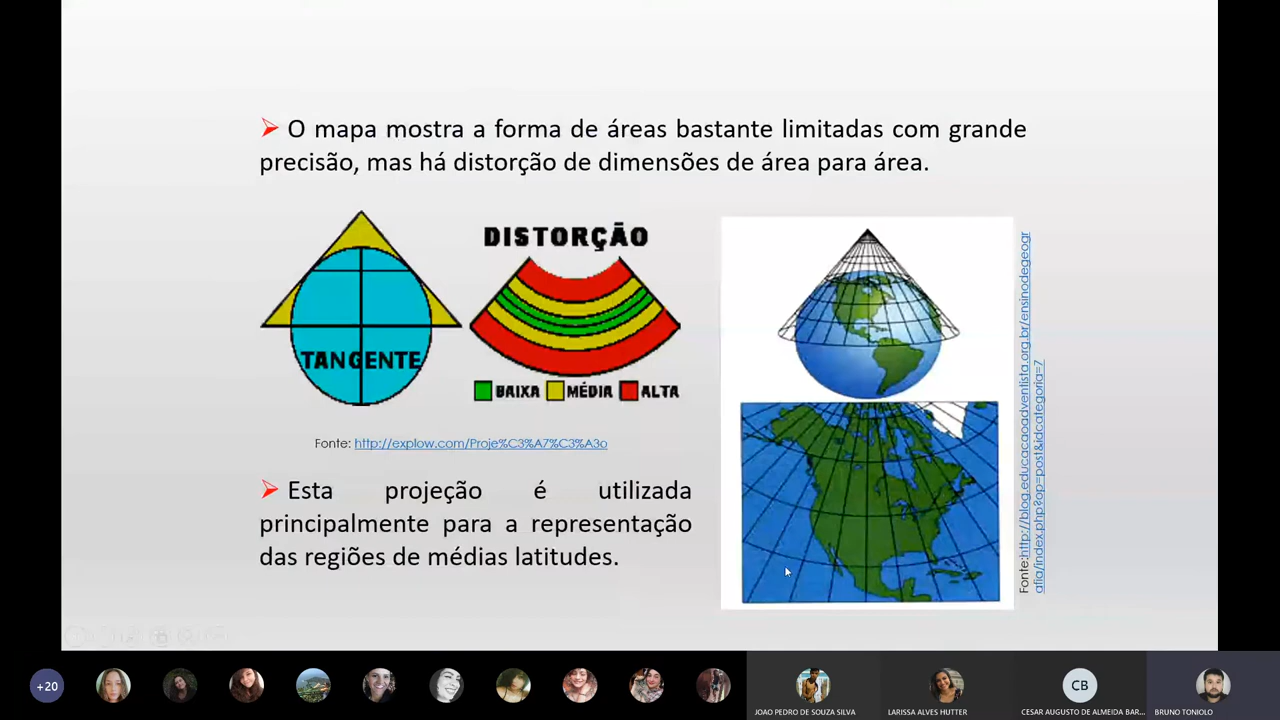 ➢ O mapa mostra a forma de áreas bastante limitadas com grande
precisão, mas há distorção de dimensões de área para área.
TANGENTE
DISTORÇÃO
BAIXA MÉDIA ALTA
Fonte: http://explow.com/Proje%C3%A7%C3%A3o
➢ Esta projeção é utilizada
principalmente para a representação
das regiões de médias latitudes.
Fonte:http://blog.educacaoadventista.org.br/ensinodegeogr
afia/index.php?op=post&idcategoria=7
+20
CB
JOAO PEDRO DE SOUZA SILVA
LARISSA ALVES HUTTER
CESAR AUGUSTO DE ALMEIDA BAR...
BRUNO TONIOLO